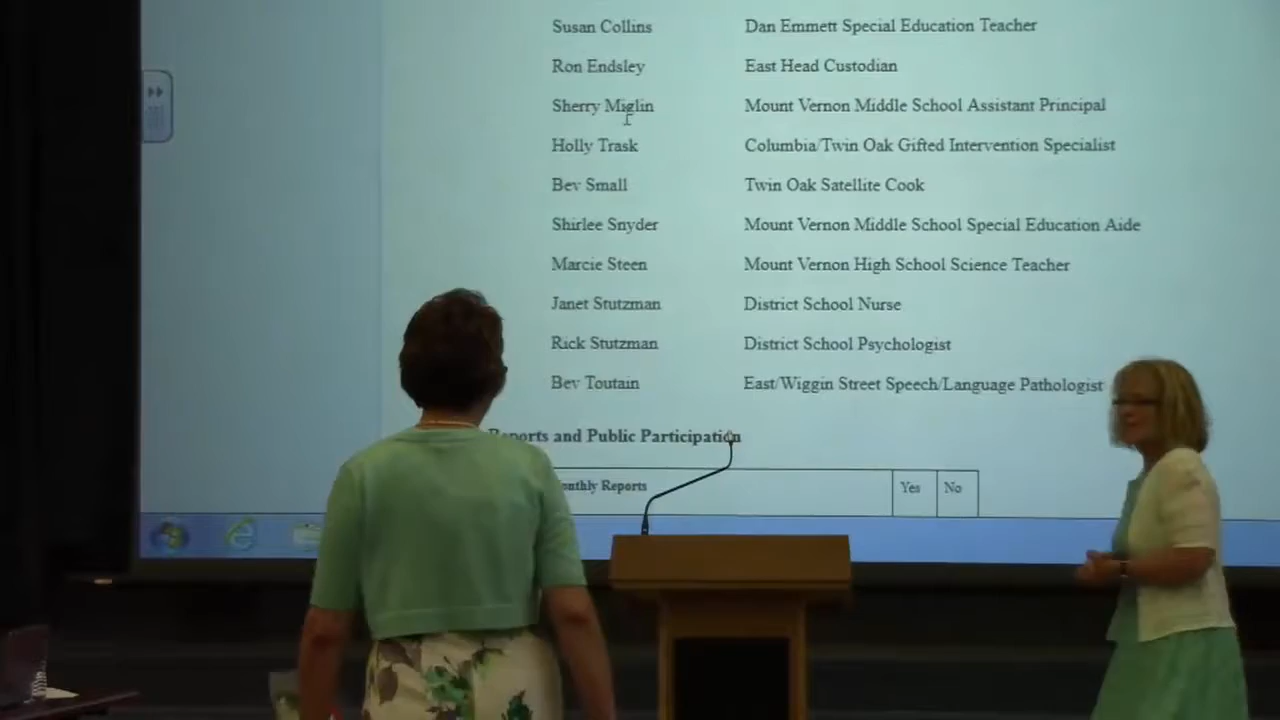 Susan Collins Dan Emmett Special Education Teacher
Ron Endsley East Head Custodian
Sherry Miglin Mount Vernon Middle School Assistant Principal
Holly Trask Columbia/Twin Oak Gifted Intervention Specialist
Bev Small Twin Oak Satellite Cook
Shirlee Snyder Mount Vernon Middle School Special Education Aide
Marcie Steen Mount Vernon High School Science Teacher
Janet Stutzman District School Nurse
Rick Stutzman District School Psychologist
Bev Toutain East/Wiggin Street Speech/Language Pathologist
Reports and Public Participation
Monthly Reports Yes No